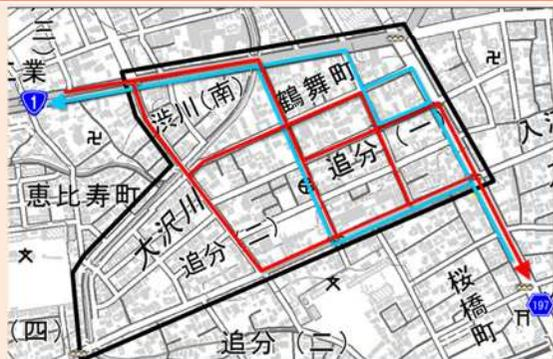 業
1
渋川(南)
鶴舞町
恵比寿町
大沢川
追分(一)
追分(二)
入
桜橋町
197
(四)
追分(二)